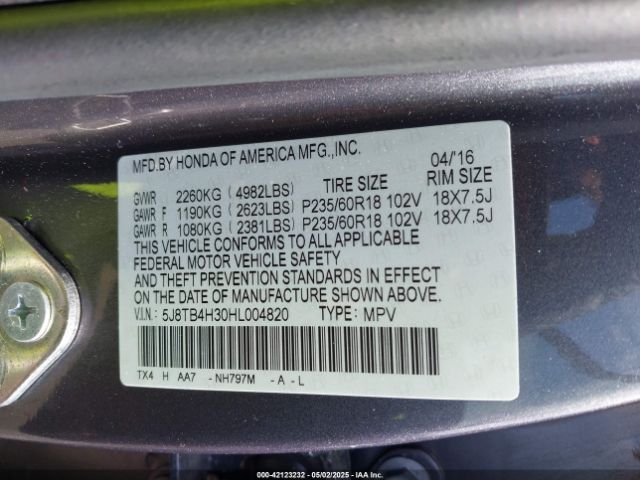 MFD.BY HONDA OF AMERICA MFG.,INC. 04/'16
GVWR 2260KG (4982LBS) TIRE SIZE RIM SIZE
GAWR F 1190KG (2623LBS) P235/60R18 102V 18X7.5J
GAWR R 1080KG (2381LBS) P235/60R18 102V 18X7.5J
THIS VEHICLE CONFORMS TO ALL APPLICABLE
FEDERAL MOTOR VEHICLE SAFETY
AND THEFT PREVENTION STANDARDS IN EFFECT
ON THE DATE OF MANUFACTURE SHOWN ABOVE.
V.I.N.: 5J8TB4H30HL004820 TYPE: MPV
TX4 H AA7 - NH797M - A - L
000-42123232 - 05/02/2025 - IAA Inc.